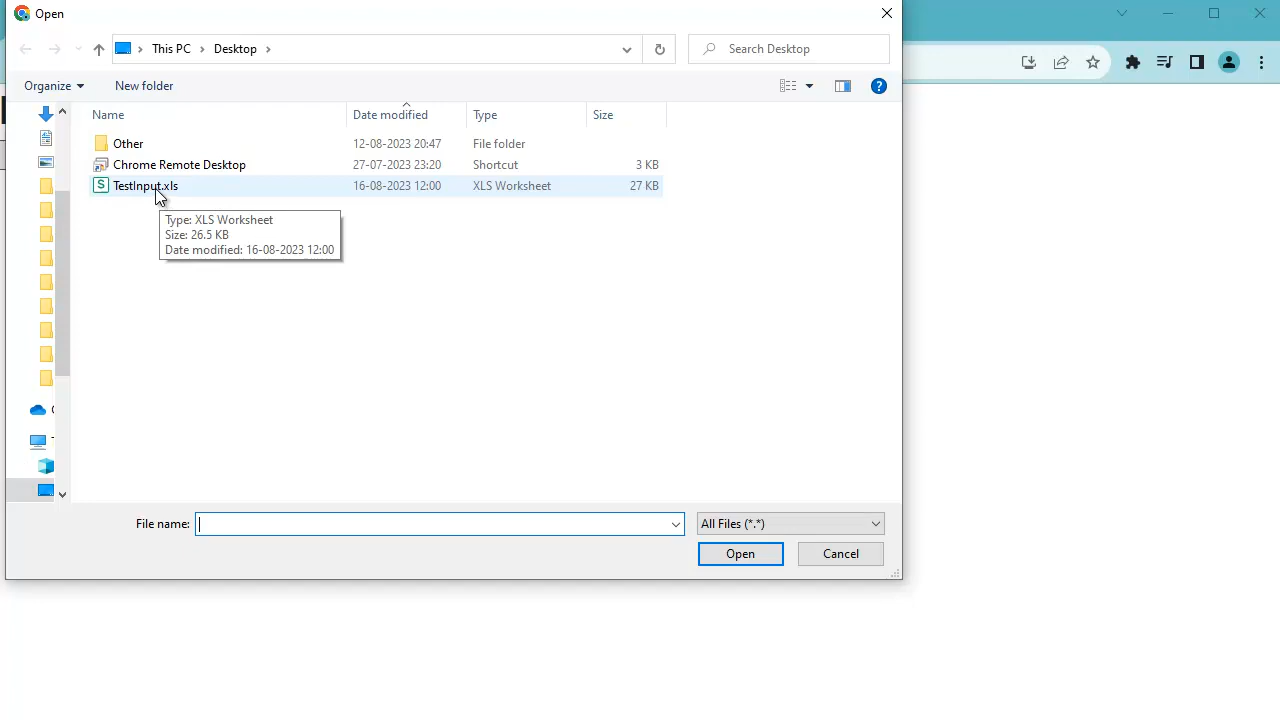 Open
This PC
Desktop
Search Desktop
Organize
New folder
Name
Date modified
Type
Size
Other
12-08-2023 20:47
File folder
Chrome Remote Desktop
27-07-2023 23:20
Shortcut
3 KB
TestInput.xls
16-08-2023 12:00
XLS Worksheet
27 KB
Type: XLS Worksheet
Size: 26.5 KB
Date modified: 16-08-2023 12:00
File name:
All Files (*.*)
Open
Cancel